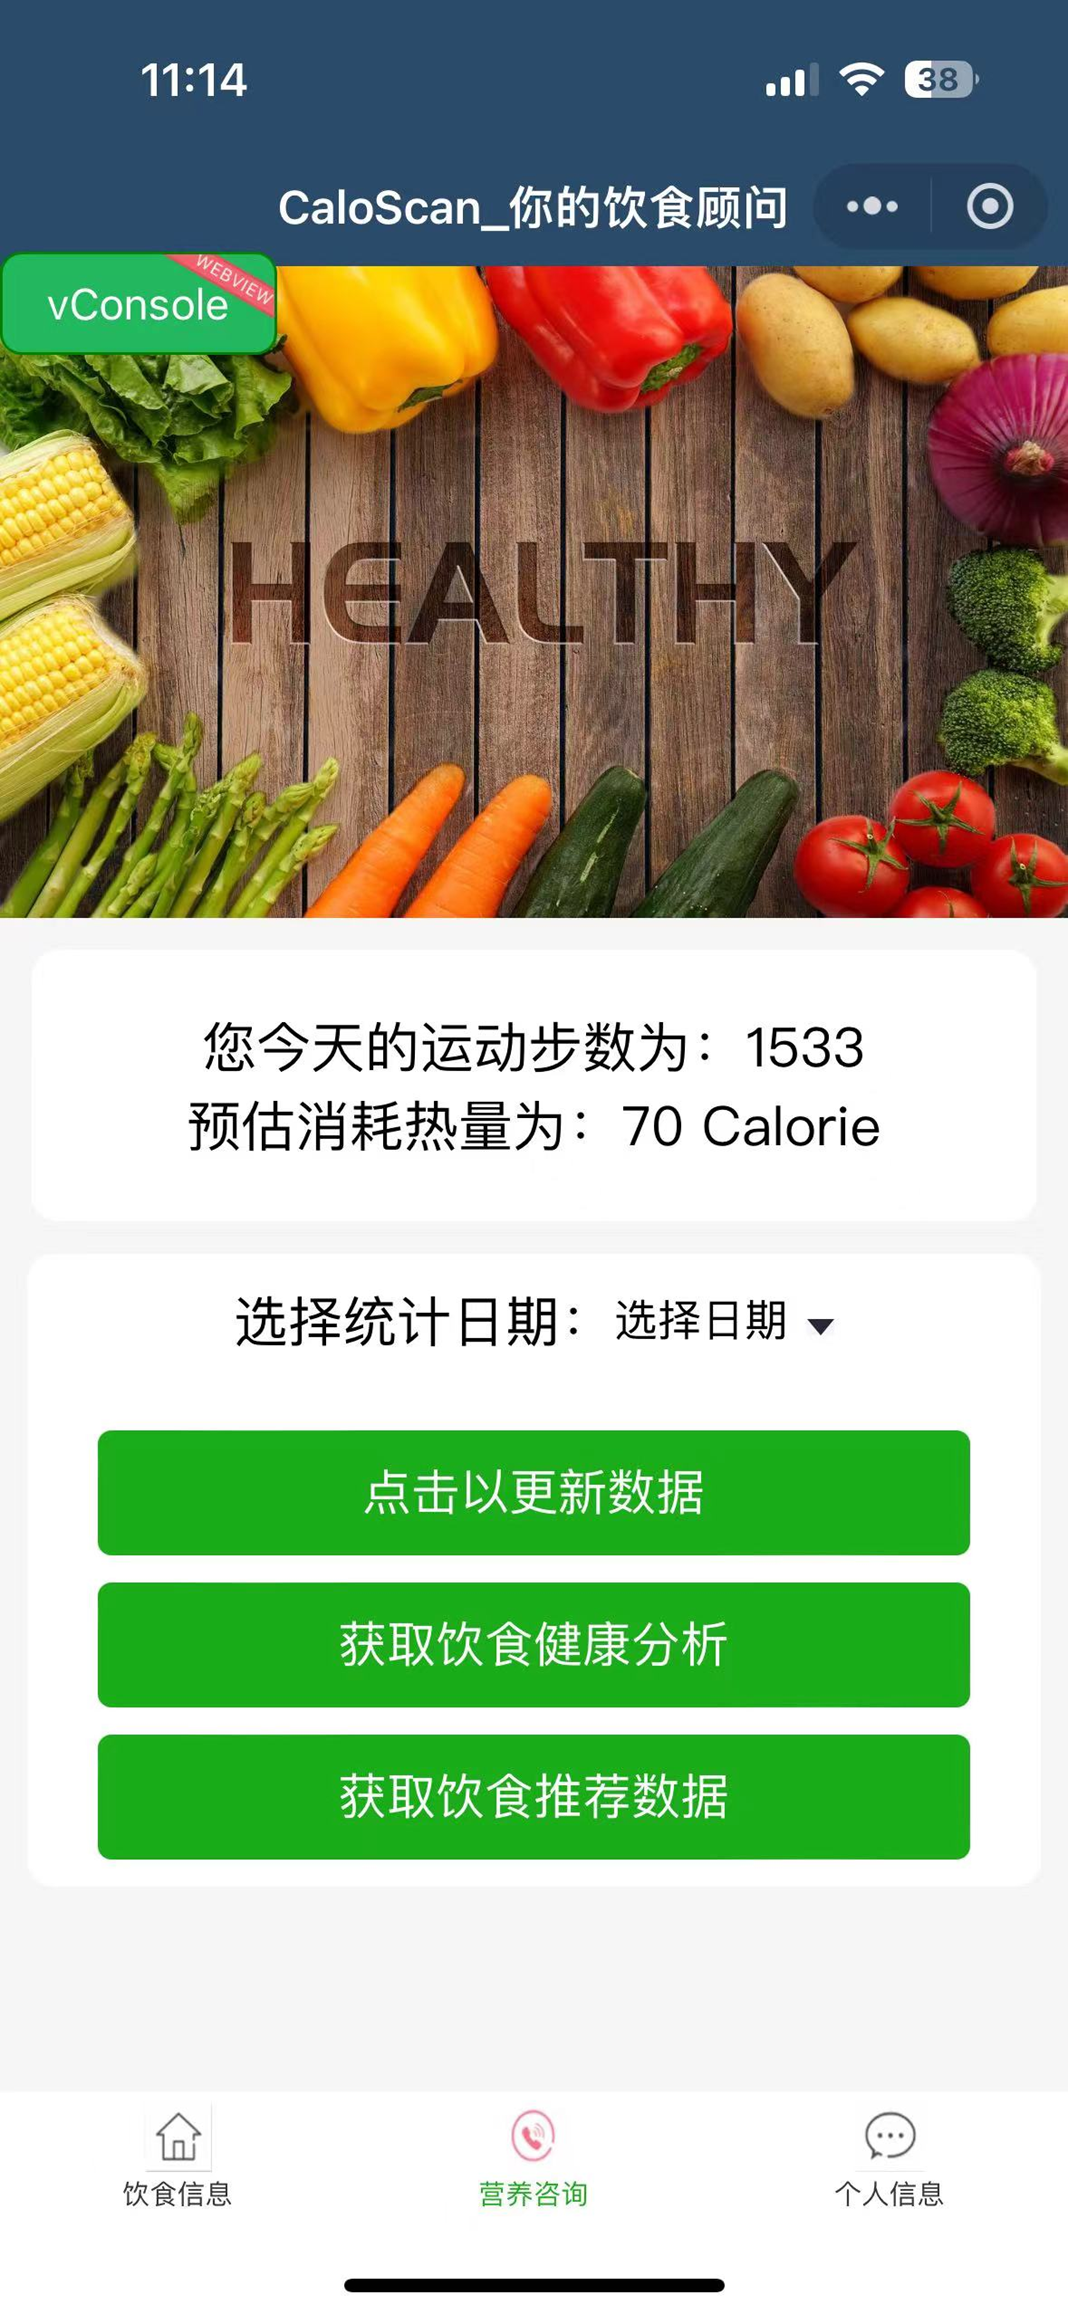 11:14
38
CaloScan_你的饮食顾问
vConsole
WEBVIEW
HEALTHY
您今天的运动步数为：1533
预估消耗热量为：70 Calorie
选择统计日期：选择日期
点击以更新数据
获取饮食健康分析
获取饮食推荐数据
饮食信息
营养咨询
个人信息